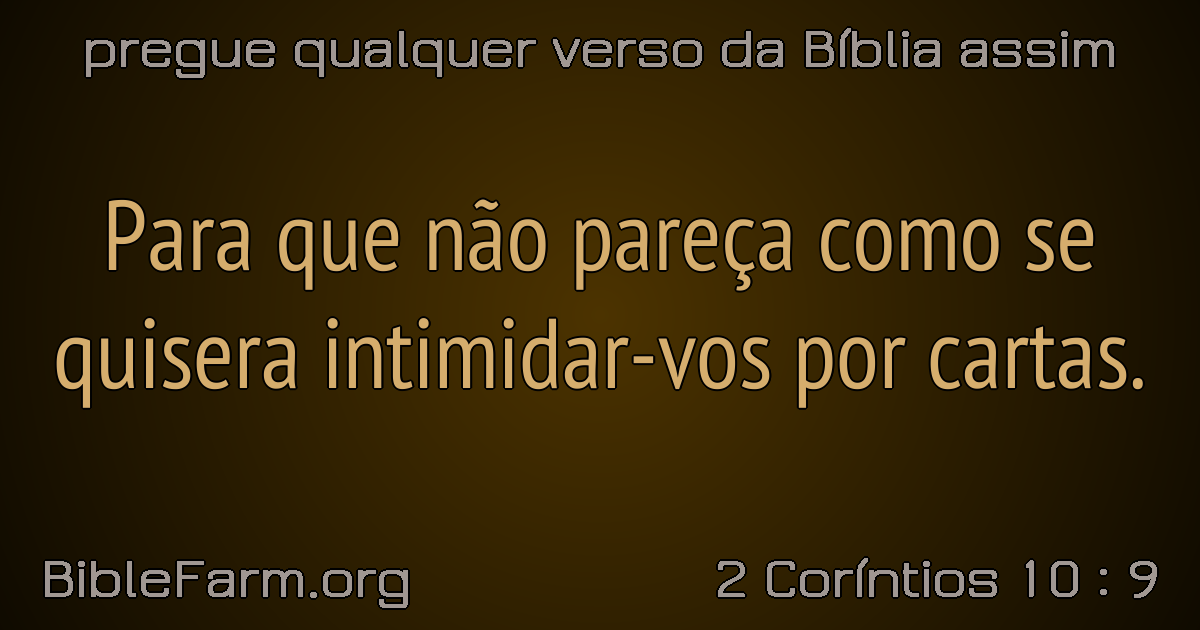 pregue qualquer verso da Bíblia assim
Para que não pareça como se
quisera intimidar-vos por cartas.
BibleFarm.org
2 Coríntios 10 : 9